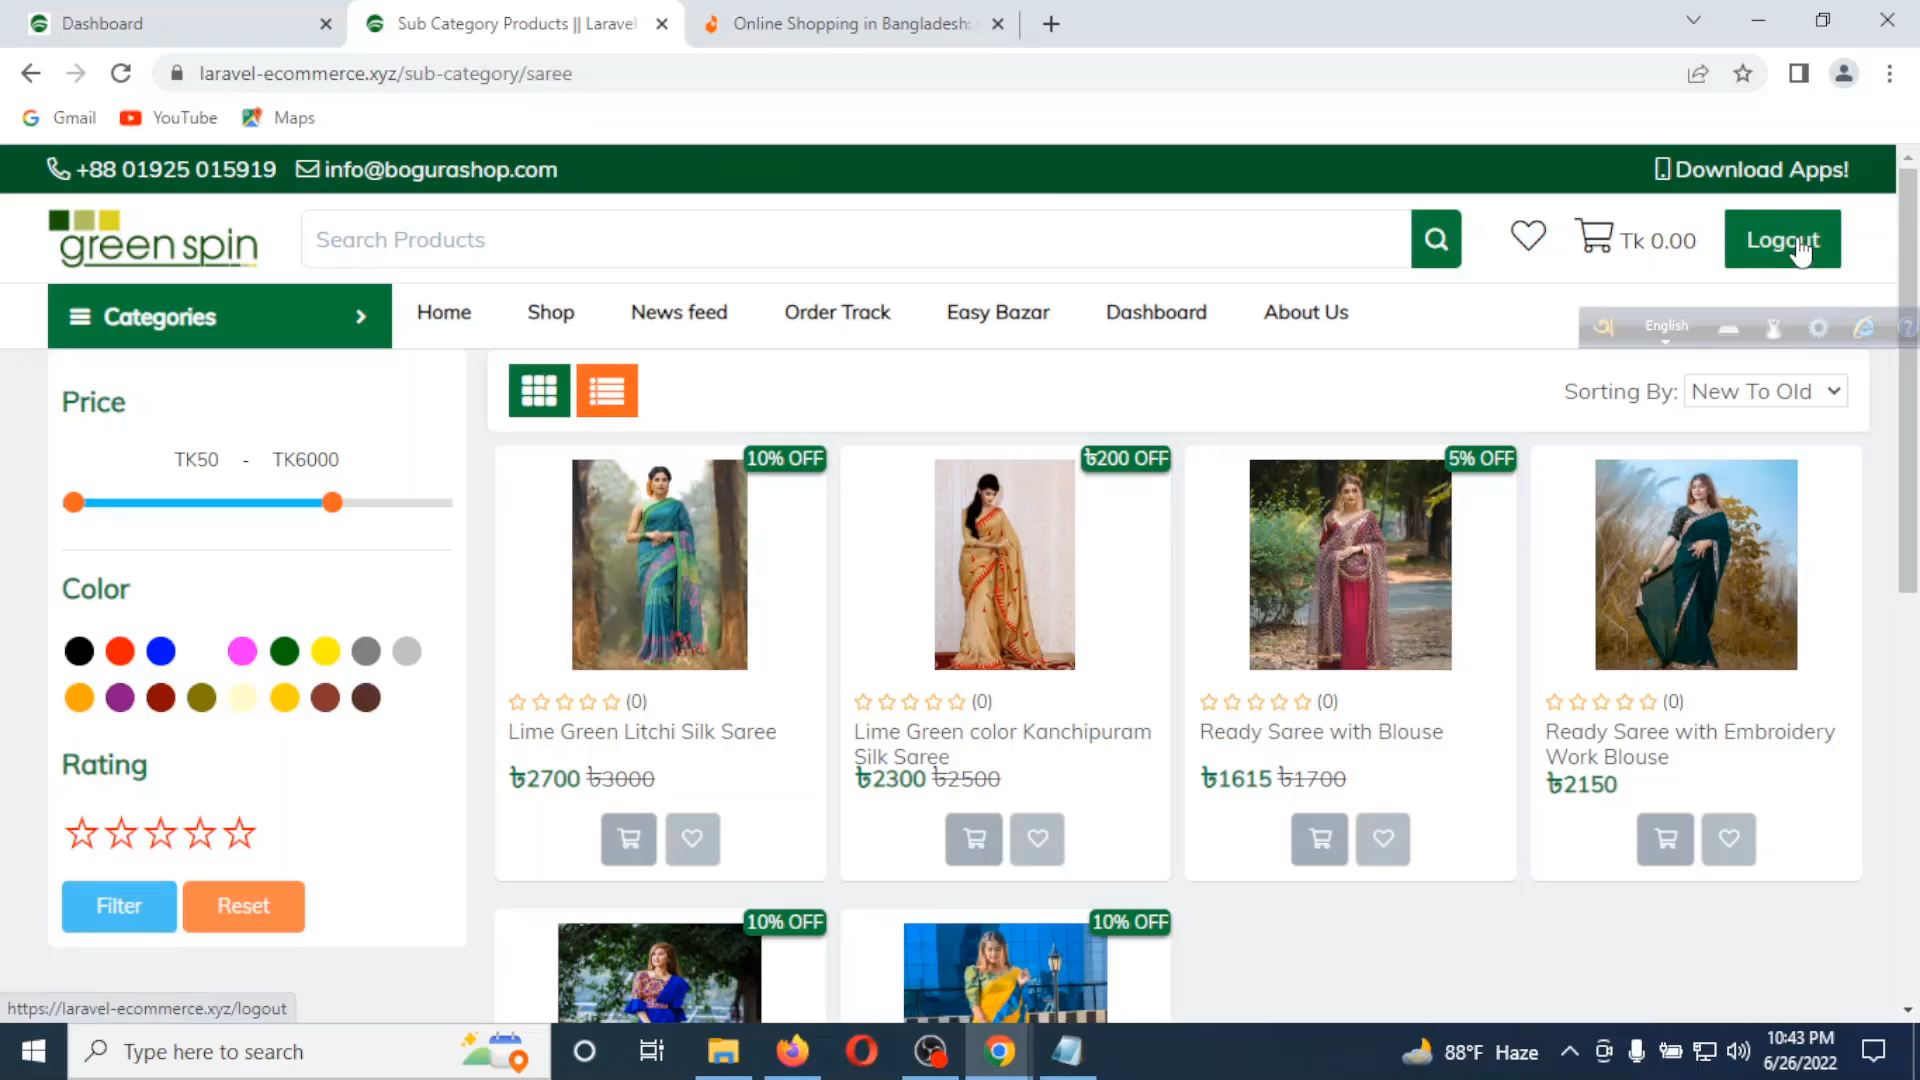 Dashboard
Sub Category Products || Laravel
Online Shopping in Bangladesh:
laravel-ecommerce.xyz/sub-category/saree
Gmail
YouTube
Maps
+88 01925 015919
info@bogurashop.com
Download Apps!
green spin
Search Products
Tk 0.00
Logout
Categories
Home
Shop
News feed
Order Track
Easy Bazar
Dashboard
About Us
অ
English
Price
TK50 - TK6000
Color
Rating
Filter
Reset
Sorting By: New To Old
10% OFF
(0)
Lime Green Litchi Silk Saree
৳2700 ৳3000
৳200 OFF
(0)
Lime Green color Kanchipuram
Silk Saree
৳2300 ৳2500
5% OFF
(0)
Ready Saree with Blouse
৳1615 ৳1700
(0)
Ready Saree with Embroidery
Work Blouse
৳2150
10% OFF
10% OFF
https://laravel-ecommerce.xyz/logout
Type here to search
88°F Haze
10:43 PM
6/26/2022